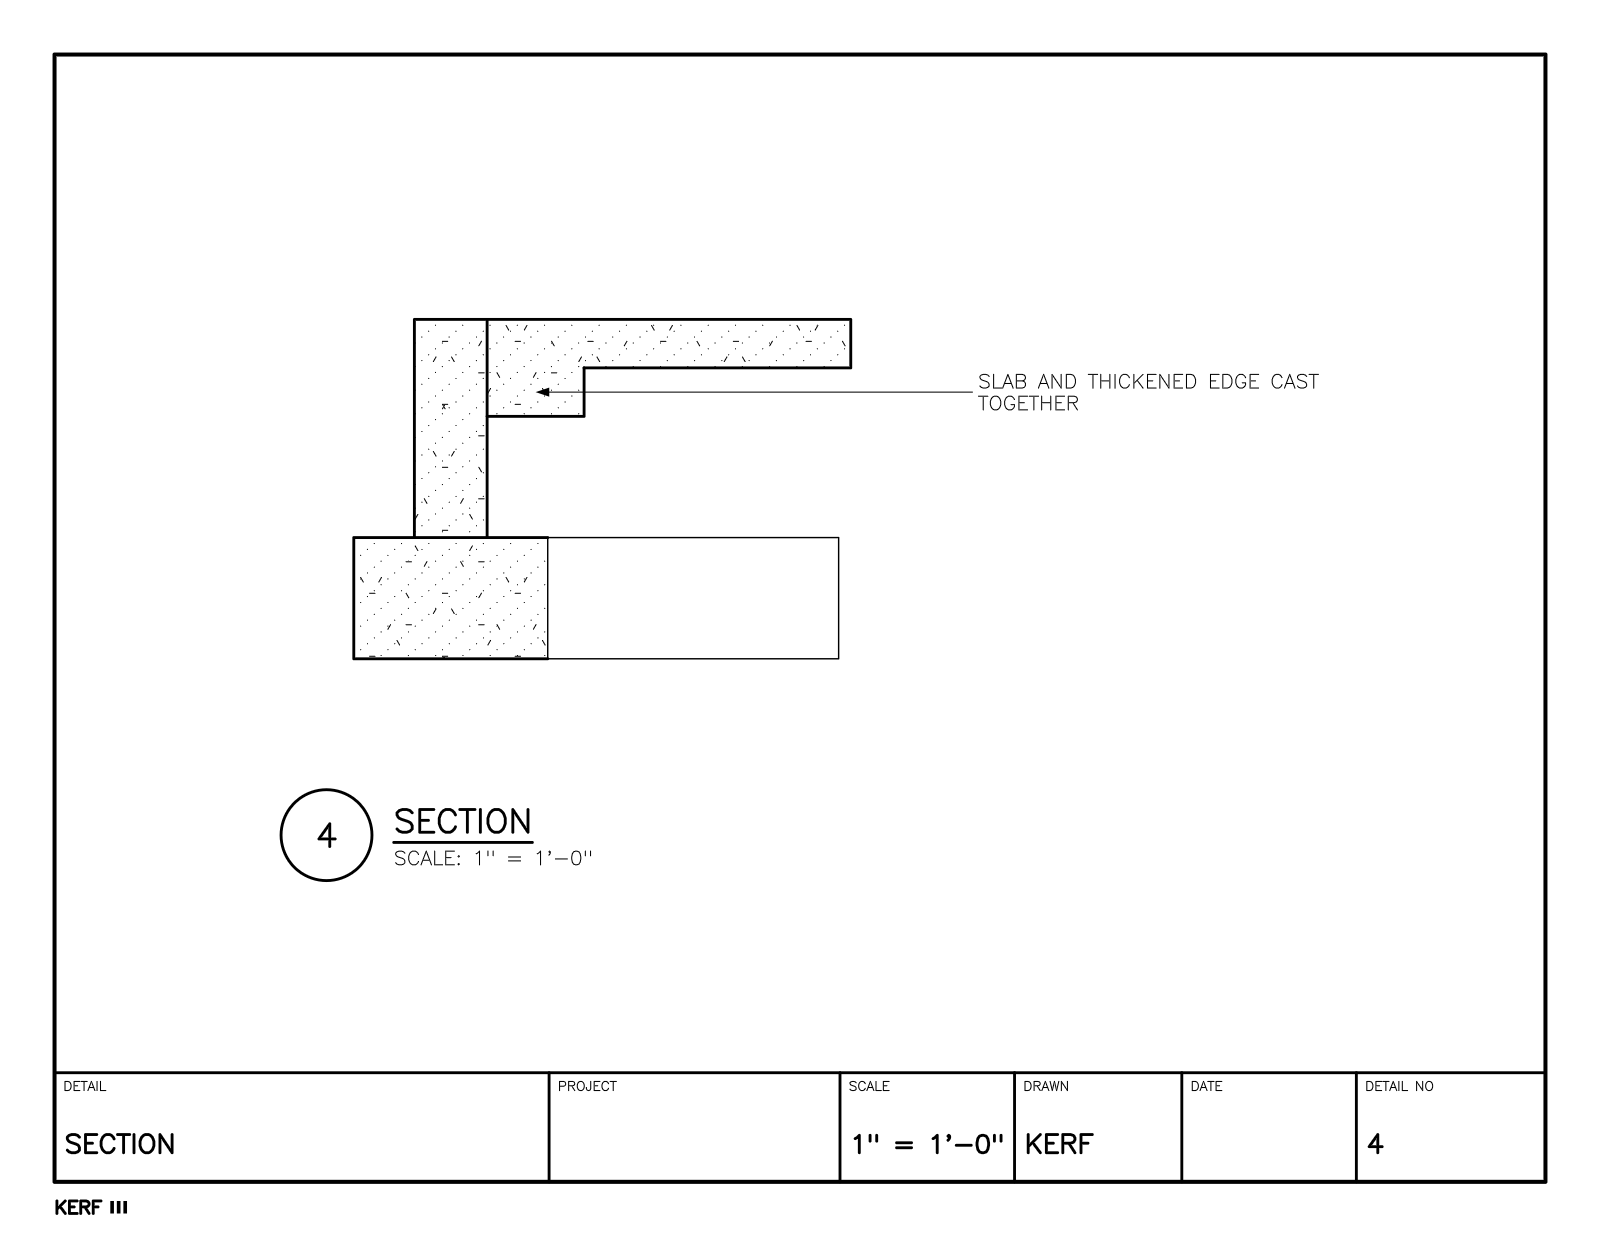 SLAB AND THICKENED EDGE CAST
TOGETHER
4
SECTION
SCALE: 1" = 1'-0"
DETAIL
SECTION
PROJECT
SCALE
1" = 1'-0"
DRAWN
KERF
DATE
DETAIL NO
4
KERF III